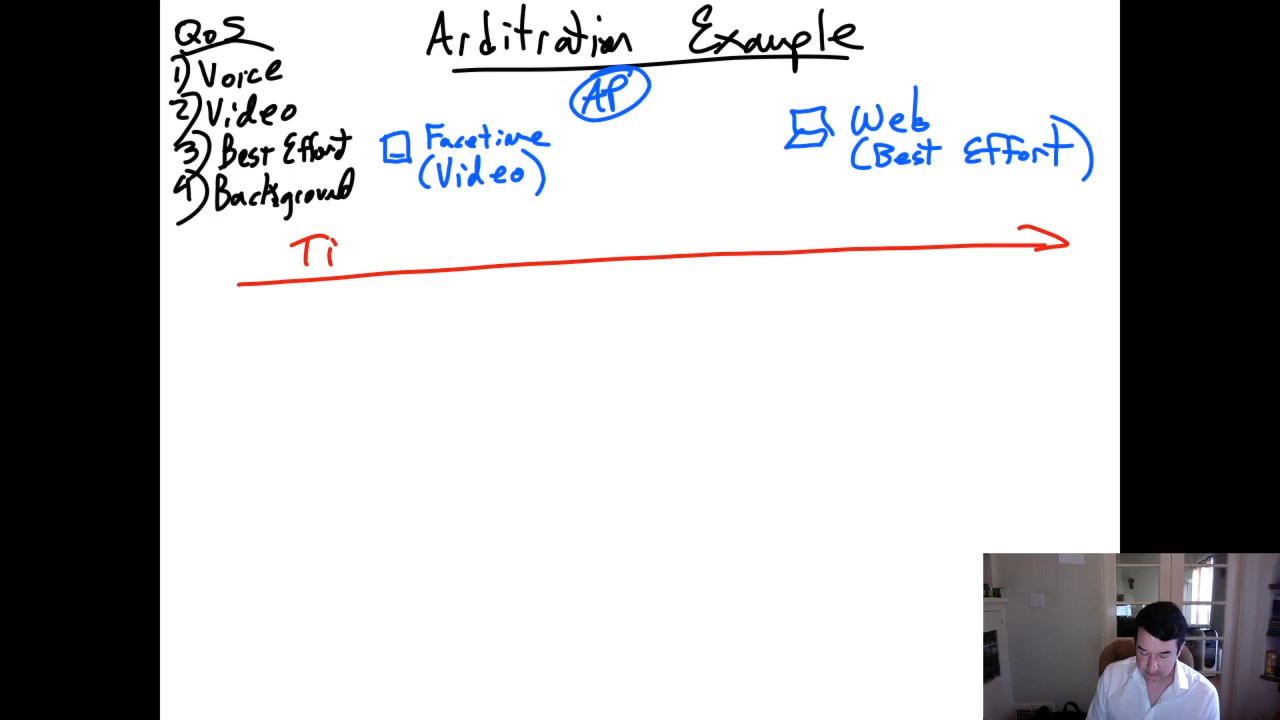 Arditration Example
QoS
1) Voice
2) Video
3) Best Effort
4) Background
AP
Facetime
(Video)
Web
(Best Effort)
Ti